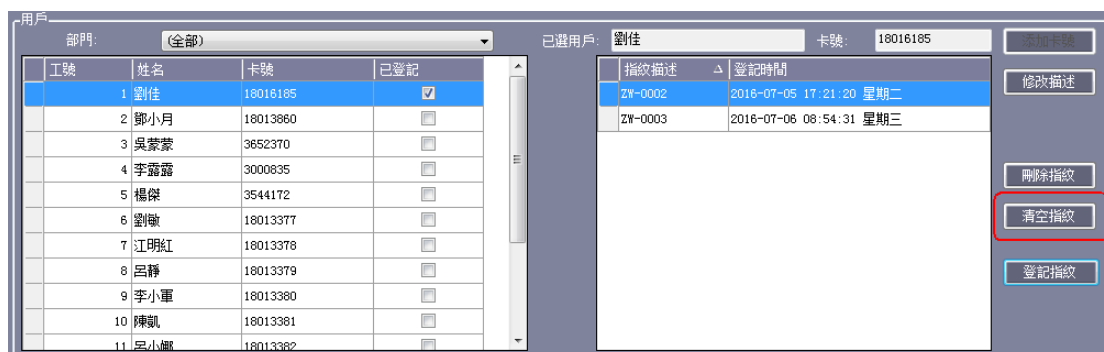 用戶
部門: (全部) 已選用戶: 劉佳 卡號: 18016185 添加卡號
工號 姓名 卡號 已登記 指紋描述 登記時間
修改描述
1 劉佳 18016185 ZW-0002 2016-07-05 17:21:20 星期二
2 鄧小月 18013860 ZW-0003 2016-07-06 08:54:31 星期三
3 吳蒙蒙 3652370
4 李露露 3000835
刪除指紋
5 楊傑 3544172
6 劉敏 18013377
清空指紋
7 江明紅 18013378
8 呂靜 18013379
登記指紋
9 李小軍 18013380
10 陳凱 18013381
11 呂小娜 18013382